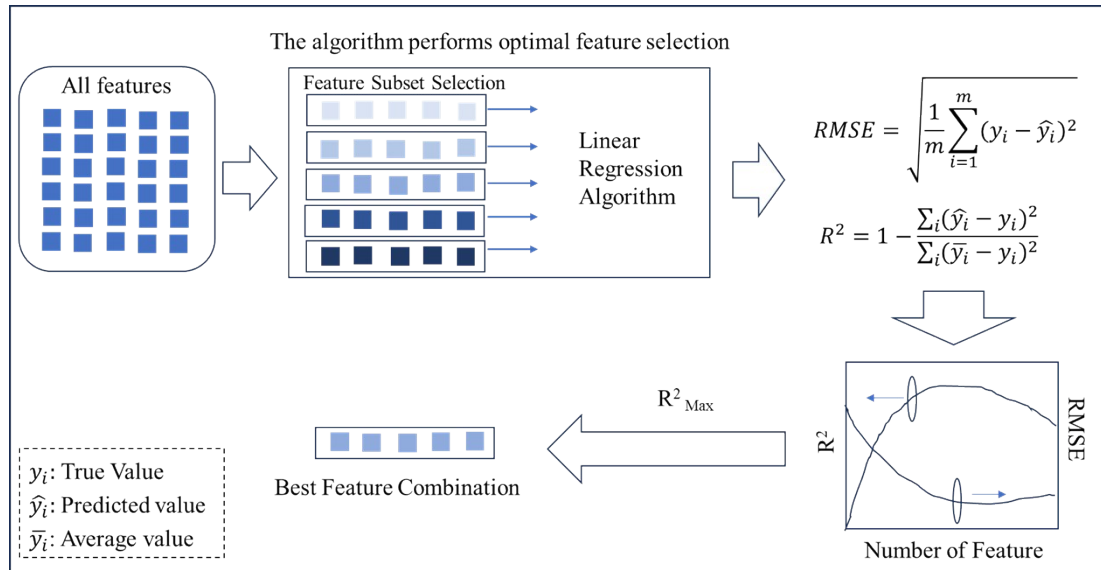 The algorithm performs optimal feature selection
All features
Feature Subset Selection
Linear
Regression
Algorithm
RMSE = √(1/m ∑_{i=1}^{m} (y_i − ŷ_i)²)
R² = 1 − ∑_i(ŷ_i − y_i)² / ∑_i(ȳ_i − y_i)²
R² Max
R²
RMSE
Number of Feature
Best Feature Combination
y_i: True Value
ŷ_i: Predicted value
ȳ_i: Average value